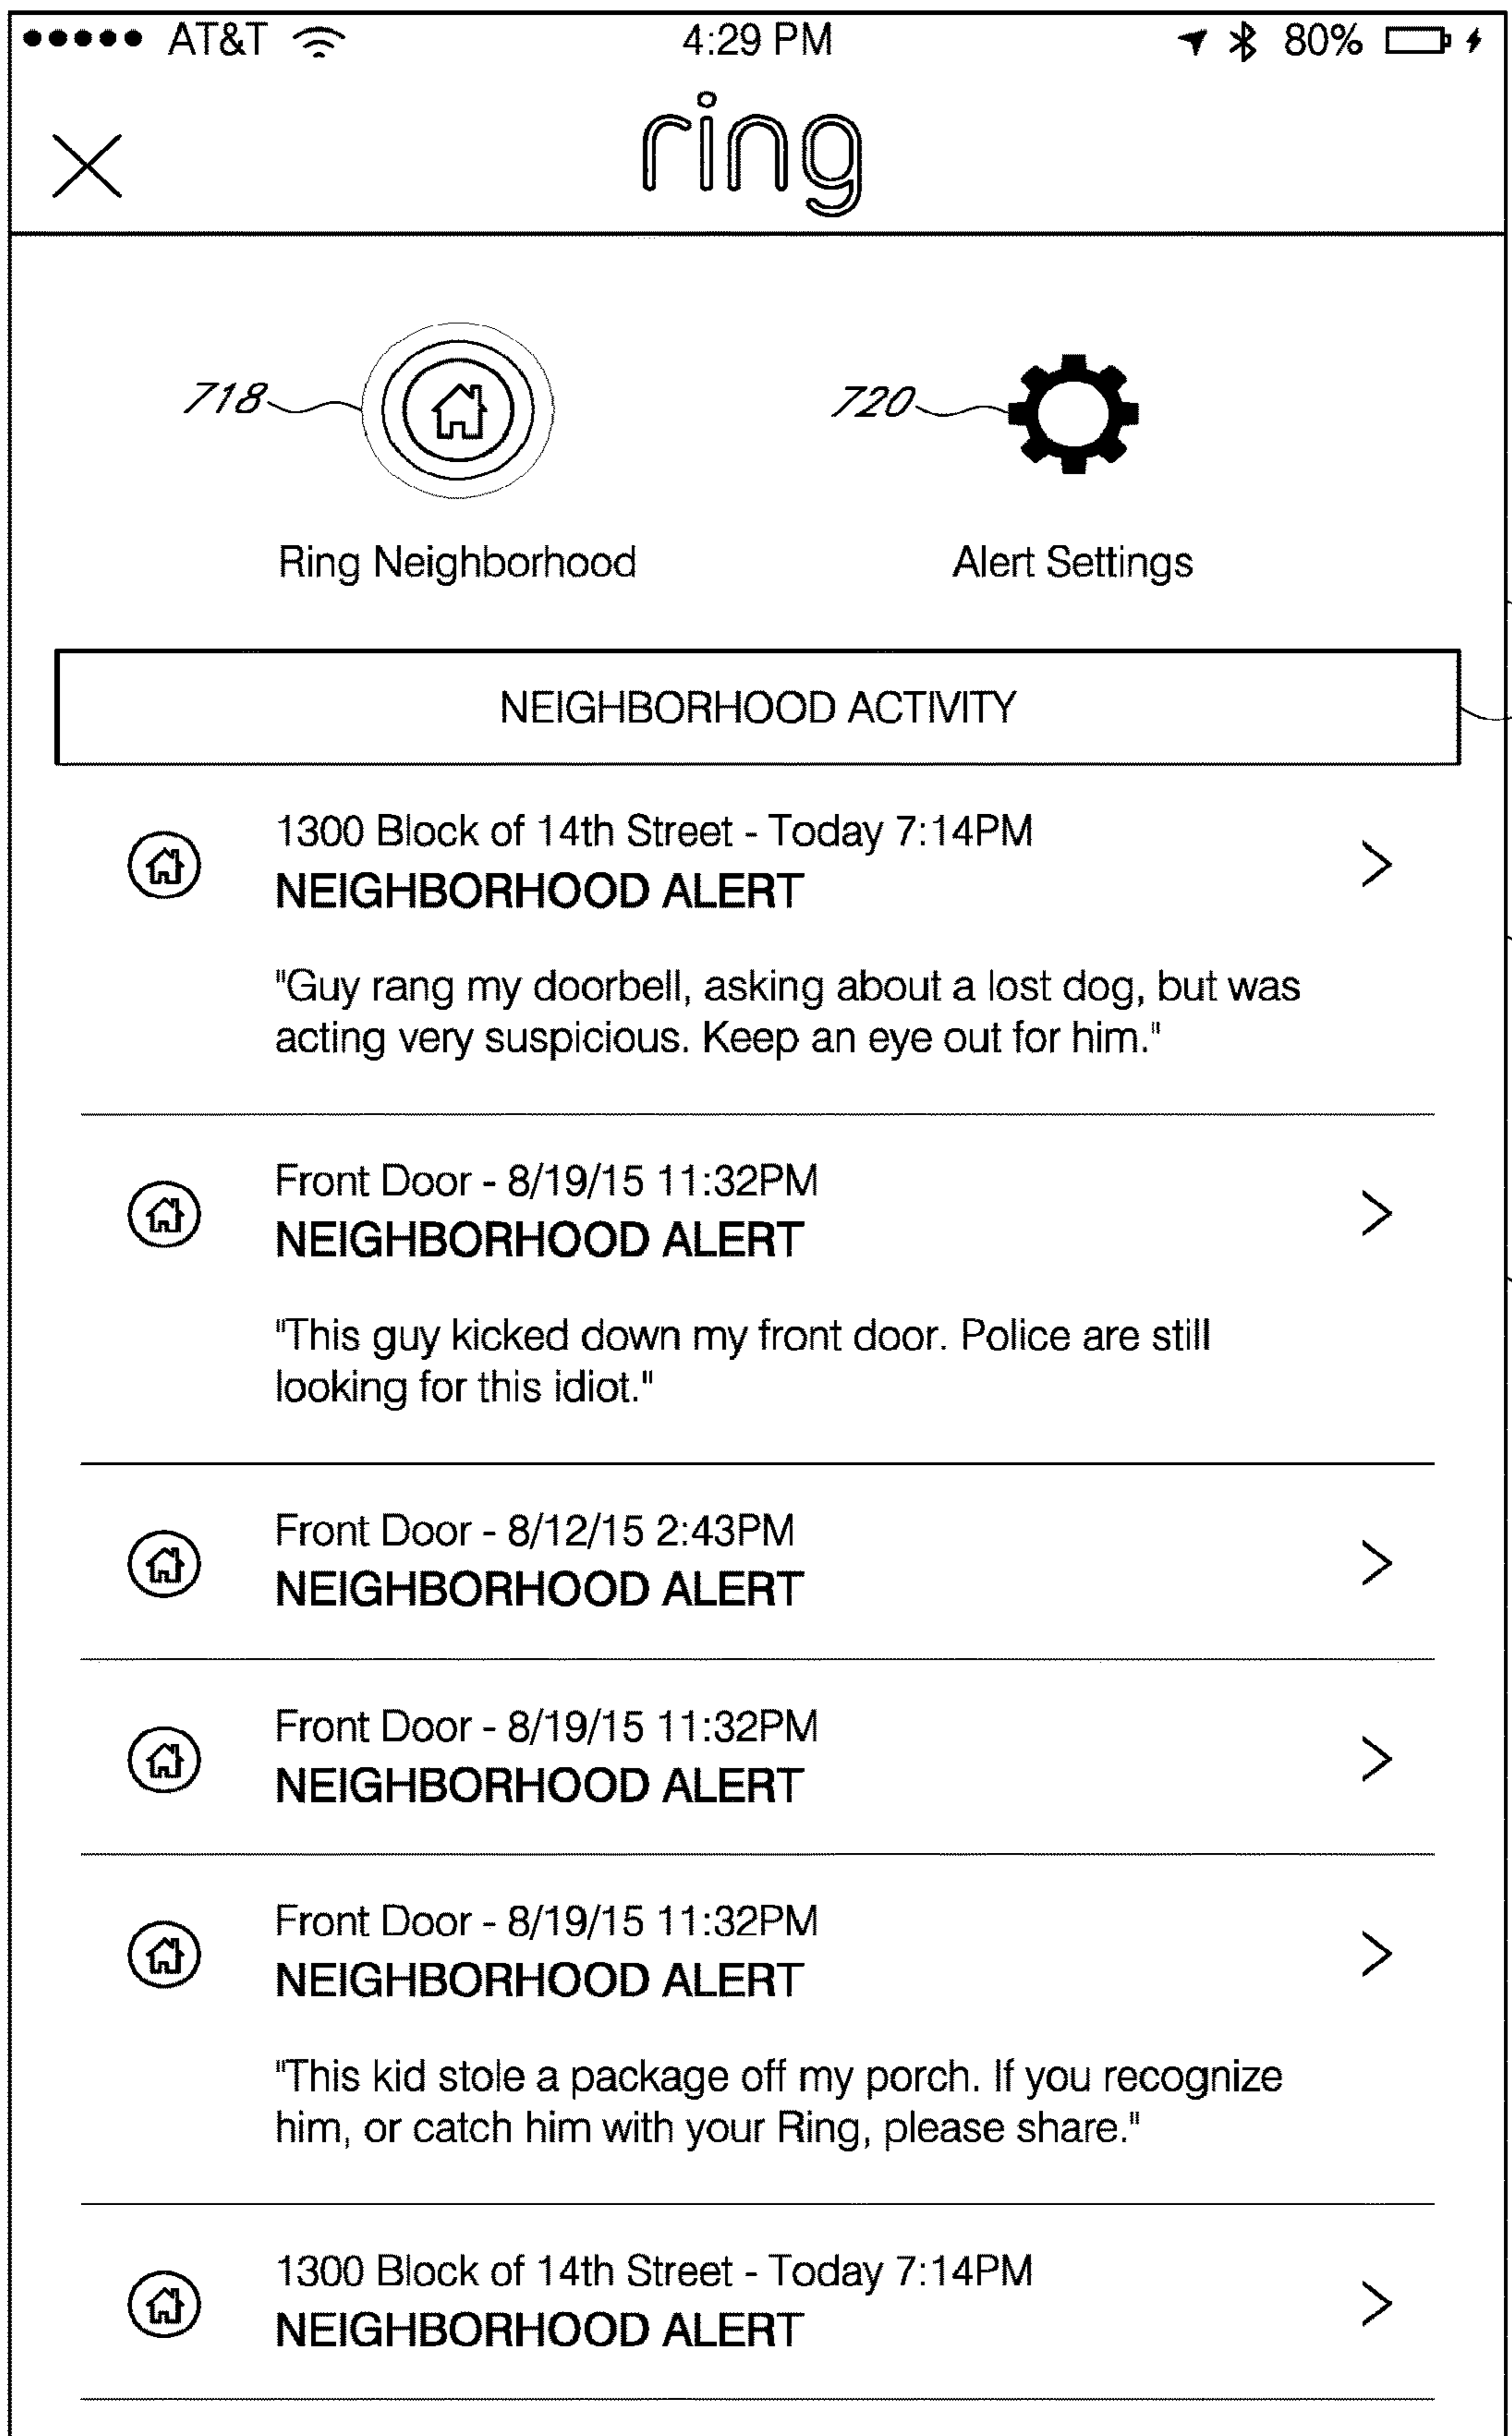 AT&T 4:29 PM 80%
ring
718 720
Ring Neighborhood Alert Settings
NEIGHBORHOOD ACTIVITY
1300 Block of 14th Street - Today 7:14PM
NEIGHBORHOOD ALERT
"Guy rang my doorbell, asking about a lost dog, but was
acting very suspicious. Keep an eye out for him."
Front Door - 8/19/15 11:32PM
NEIGHBORHOOD ALERT
"This guy kicked down my front door. Police are still
looking for this idiot."
Front Door - 8/12/15 2:43PM
NEIGHBORHOOD ALERT
Front Door - 8/19/15 11:32PM
NEIGHBORHOOD ALERT
Front Door - 8/19/15 11:32PM
NEIGHBORHOOD ALERT
"This kid stole a package off my porch. If you recognize
him, or catch him with your Ring, please share."
1300 Block of 14th Street - Today 7:14PM
NEIGHBORHOOD ALERT